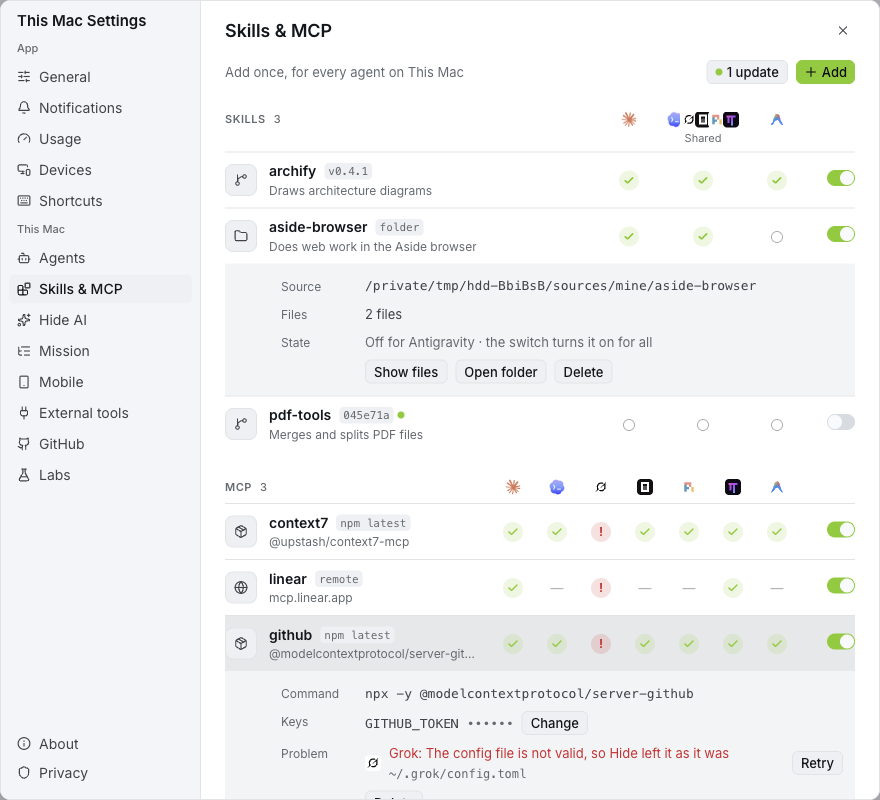 This Mac Settings
App
General
Notifications
Usage
Devices
Shortcuts
This Mac
Agents
Skills & MCP
Hide AI
Mission
Mobile
External tools
GitHub
Labs
About
Privacy
Skills & MCP
Add once, for every agent on This Mac
1 update
Add
SKILLS 3
Shared
archify v0.4.1
Draws architecture diagrams
aside-browser folder
Does web work in the Aside browser
Source /private/tmp/hdd-BbiBsB/sources/mine/aside-browser
Files 2 files
State Off for Antigravity · the switch turns it on for all
Show files Open folder Delete
pdf-tools 045e71a
Merges and splits PDF files
MCP 3
context7 npm latest
@upstash/context7-mcp
linear remote
mcp.linear.app
github npm latest
@modelcontextprotocol/server-git...
Command npx -y @modelcontextprotocol/server-github
Keys GITHUB_TOKEN •••••• Change
Problem Grok: The config file is not valid, so Hide left it as it was
~/.grok/config.toml
Retry